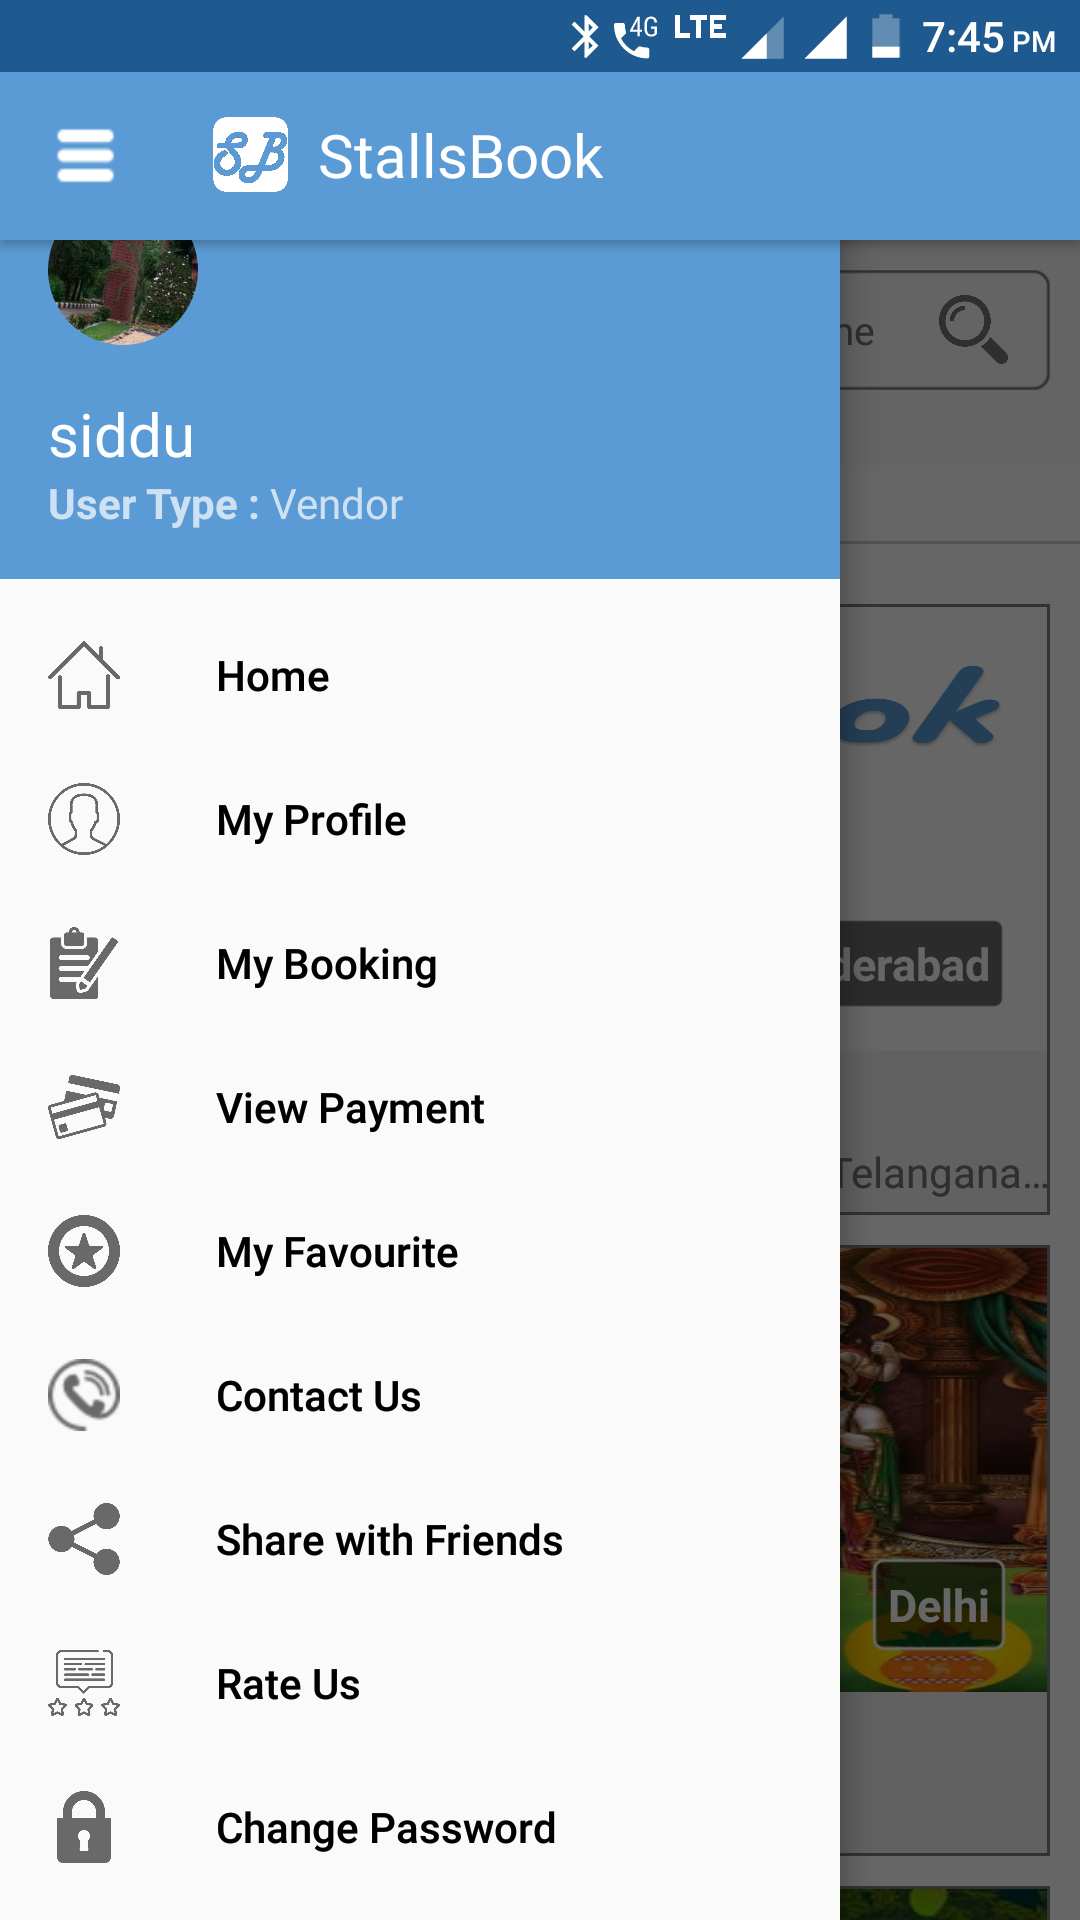 4G LTE 7:45 PM
SB StallsBook
ne
siddu
User Type : Vendor
Home
ok
My Profile
My Booking
derabad
View Payment
Telangana...
My Favourite
Contact Us
Share with Friends
Delhi
Rate Us
Change Password